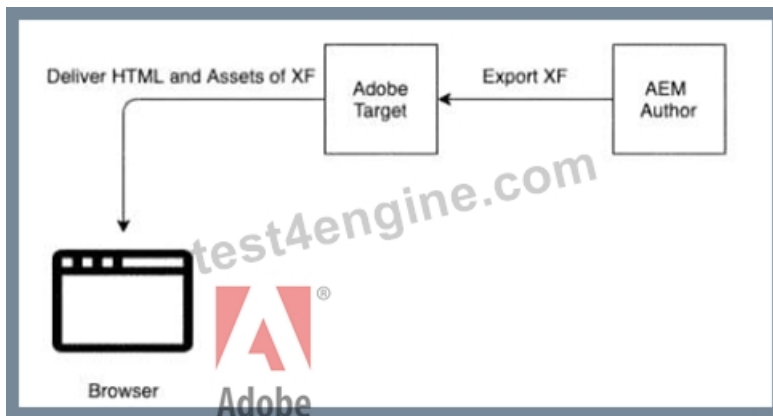 Deliver HTML and Assets of XF
Adobe
Target
Export XF
AEM
Author
test4engine.com
®
Adobe
Browser